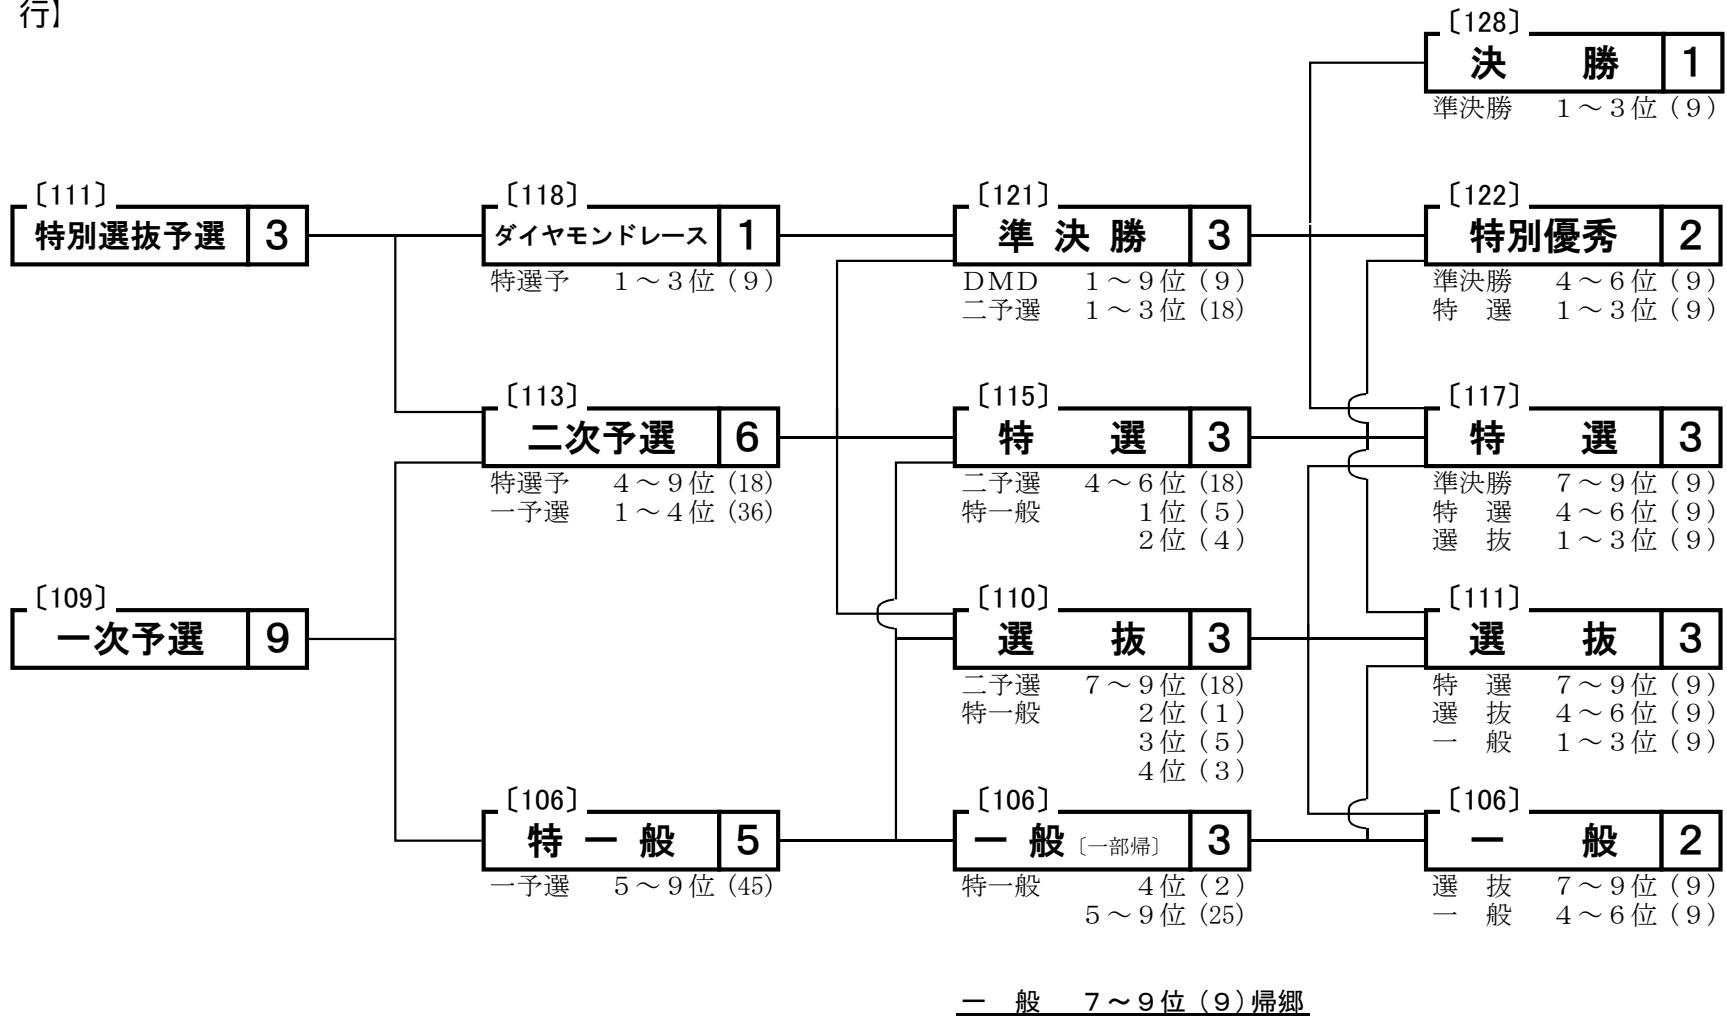 行】
〔111〕
特別選抜予選 3
〔109〕
一次予選 9
〔118〕
ダイヤモンドレース 1
特選予 1～3位（9）
〔113〕
二次予選 6
特選予 4～9位（18）
一予選 1～4位（36）
〔106〕
特一般 5
一予選 5～9位（45）
〔121〕
準決勝 3
DMD 1～9位（9）
二予選 1～3位（18）
〔115〕
特 選 3
二予選 4～6位（18）
特一般 1位（5）
2位（4）
〔110〕
選 抜 3
二予選 7～9位（18）
特一般 2位（1）
3位（5）
4位（3）
〔106〕
一 般〔一部帰〕 3
特一般 4位（2）
5～9位（25）
一 般 7～9位（9）帰郷
〔128〕
決 勝 1
準決勝 1～3位（9）
〔122〕
特別優秀 2
準決勝 4～6位（9）
特 選 1～3位（9）
〔117〕
特 選 3
準決勝 7～9位（9）
特 選 4～6位（9）
選 抜 1～3位（9）
〔111〕
選 抜 3
特 選 7～9位（9）
選 抜 4～6位（9）
一 般 1～3位（9）
〔106〕
一 般 2
選 抜 7～9位（9）
一 般 4～6位（9）